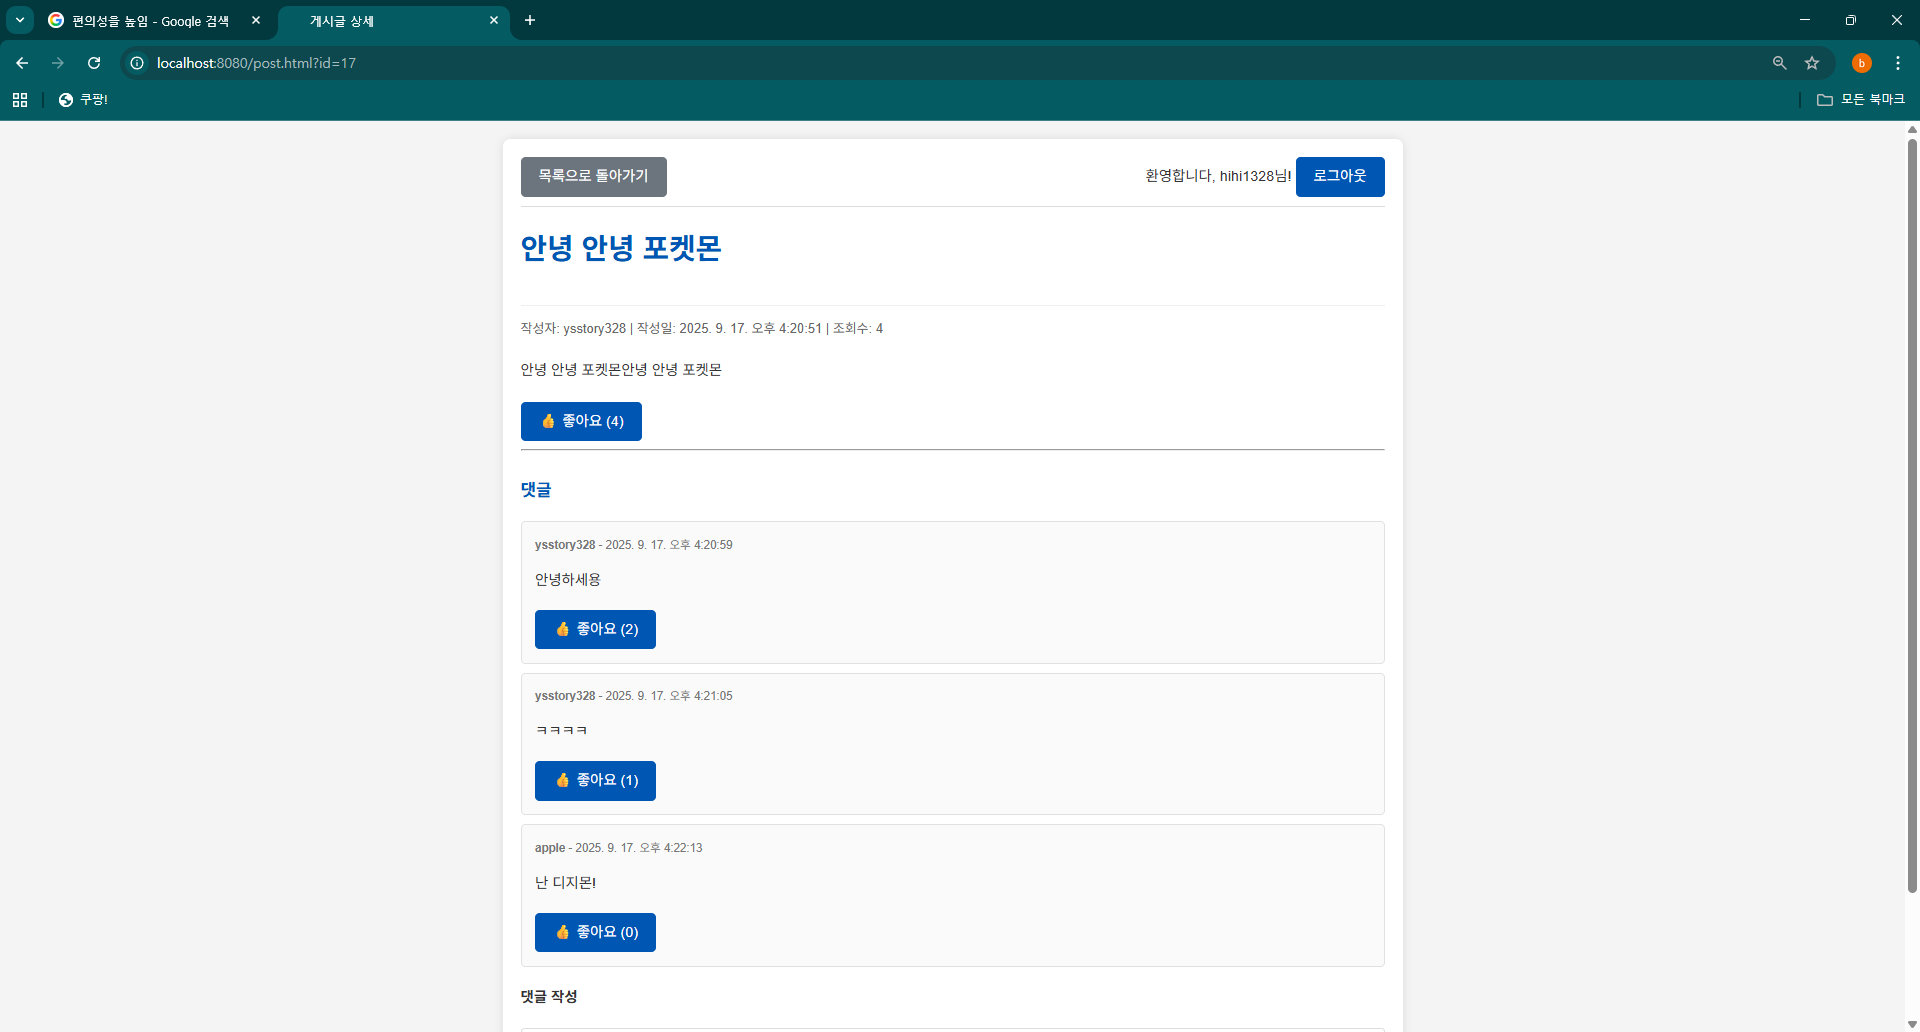 편의성을 높임 - Google 검색
게시글 상세
localhost:8080/post.html?id=17
b
쿠팡!
모든 북마크
목록으로 돌아가기
환영합니다, hihi1328님!
로그아웃
안녕 안녕 포켓몬
작성자: ysstory328 | 작성일: 2025. 9. 17. 오후 4:20:51 | 조회수: 4
안녕 안녕 포켓몬안녕 안녕 포켓몬
👍 좋아요 (4)
댓글
ysstory328 - 2025. 9. 17. 오후 4:20:59
안녕하세용
👍 좋아요 (2)
ysstory328 - 2025. 9. 17. 오후 4:21:05
ㅋㅋㅋㅋ
👍 좋아요 (1)
apple - 2025. 9. 17. 오후 4:22:13
난 디지몬!
👍 좋아요 (0)
댓글 작성